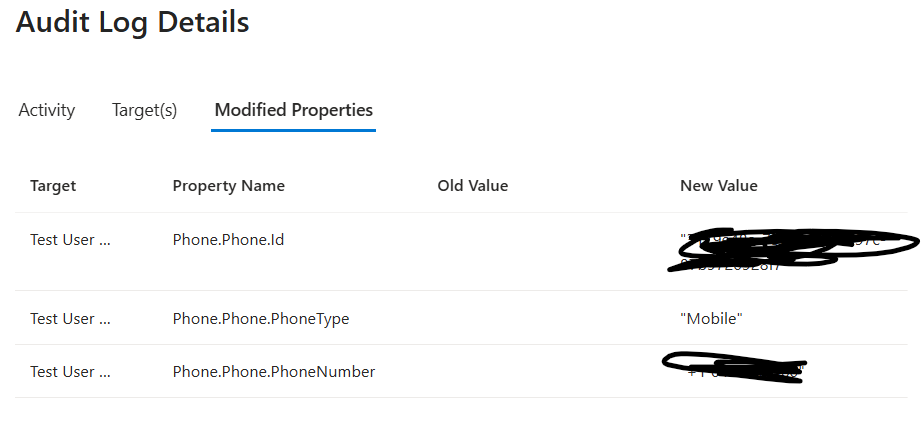 Audit Log Details
Activity Target(s) Modified Properties
Target Property Name Old Value New Value
Test User ... Phone.Phone.Id
Test User ... Phone.Phone.PhoneType "Mobile"
Test User ... Phone.Phone.PhoneNumber